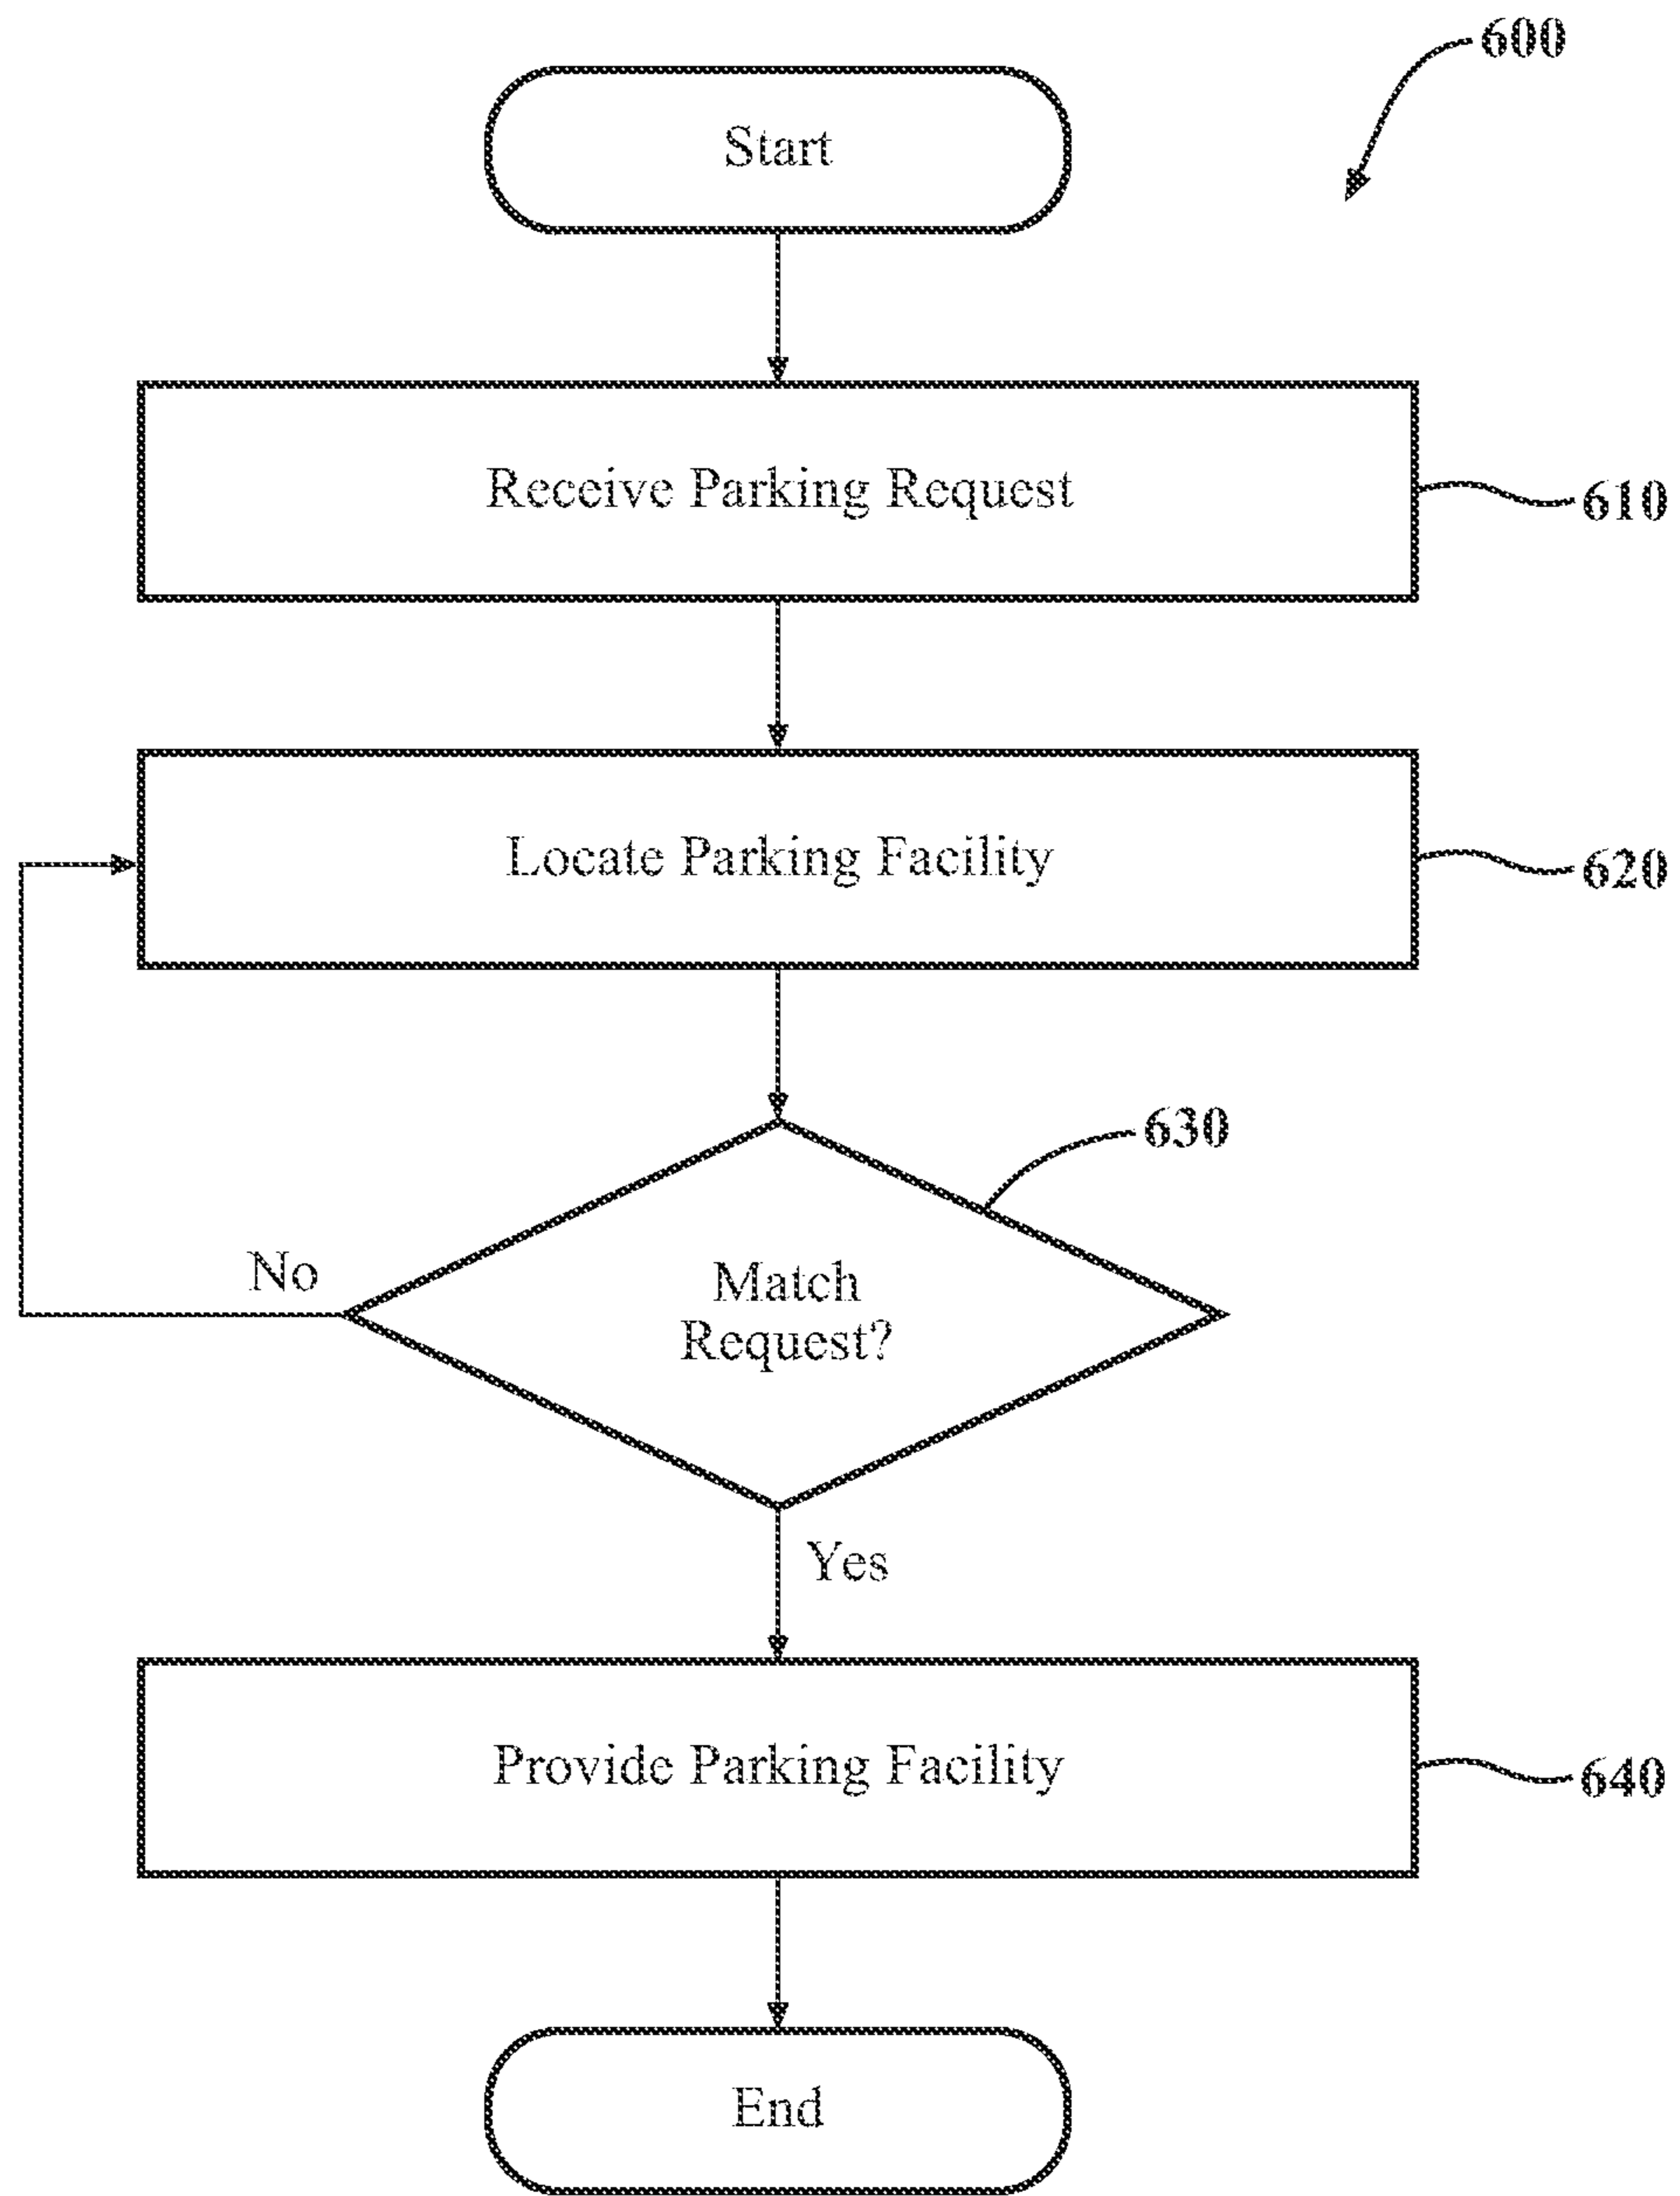 600
Start
Receive Parking Request
610
Locate Parking Facility
620
630
No
Match
Request?
Yes
Provide Parking Facility
640
End